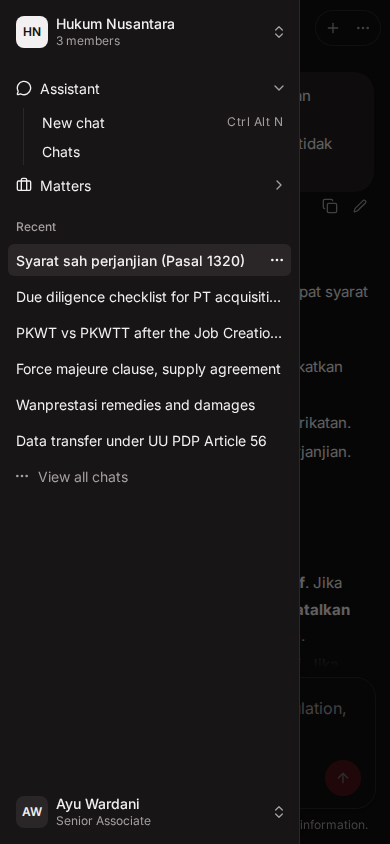 HN
Hukum Nusantara
3 members
Assistant
New chat
Ctrl Alt N
Chats
Matters
Recent
Syarat sah perjanjian (Pasal 1320)
Due diligence checklist for PT acquisiti...
PKWT vs PKWTT after the Job Creatio...
Force majeure clause, supply agreement
Wanprestasi remedies and damages
Data transfer under UU PDP Article 56
View all chats
AW
Ayu Wardani
Senior Associate
an
tidak
pat syarat
katkan
rikatan.
janjian.
f. Jika
atalkan
.
lation,
information.